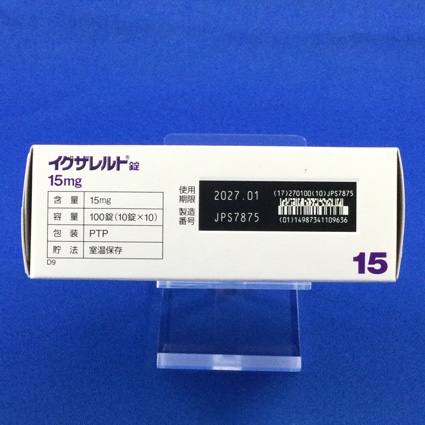 イグザレルト®錠
15mg
含 量 15mg
容 量 100錠(10錠×10)
包 装 PTP
貯 法 室温保存
D9
使用期限 2027.01
製造番号 JPS7875
(17)270100(10)JPS7875
(01)14987341109636
15